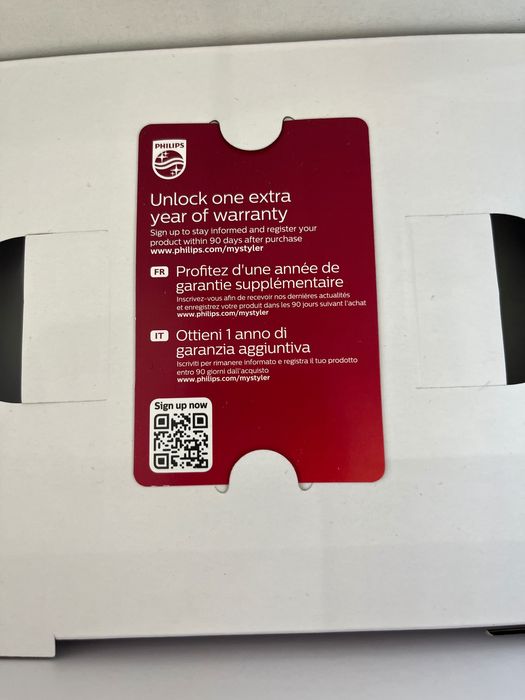 PHILIPS
Unlock one extra
year of warranty
Sign up to stay informed and register your
product within 90 days after purchase
www.philips.com/mystyler
FR
Profitez d'une année de
garantie supplémentaire
Inscrivez-vous afin de recevoir nos dernières actualités
et enregistrez votre produit dans les 90 jours suivant l'achat
www.philips.com/mystyler
IT
Ottieni 1 anno di
garanzia aggiuntiva
Iscriviti per rimanere informato e registra il tuo prodotto
entro 90 giorni dall'acquisto
www.philips.com/mystyler
Sign up now